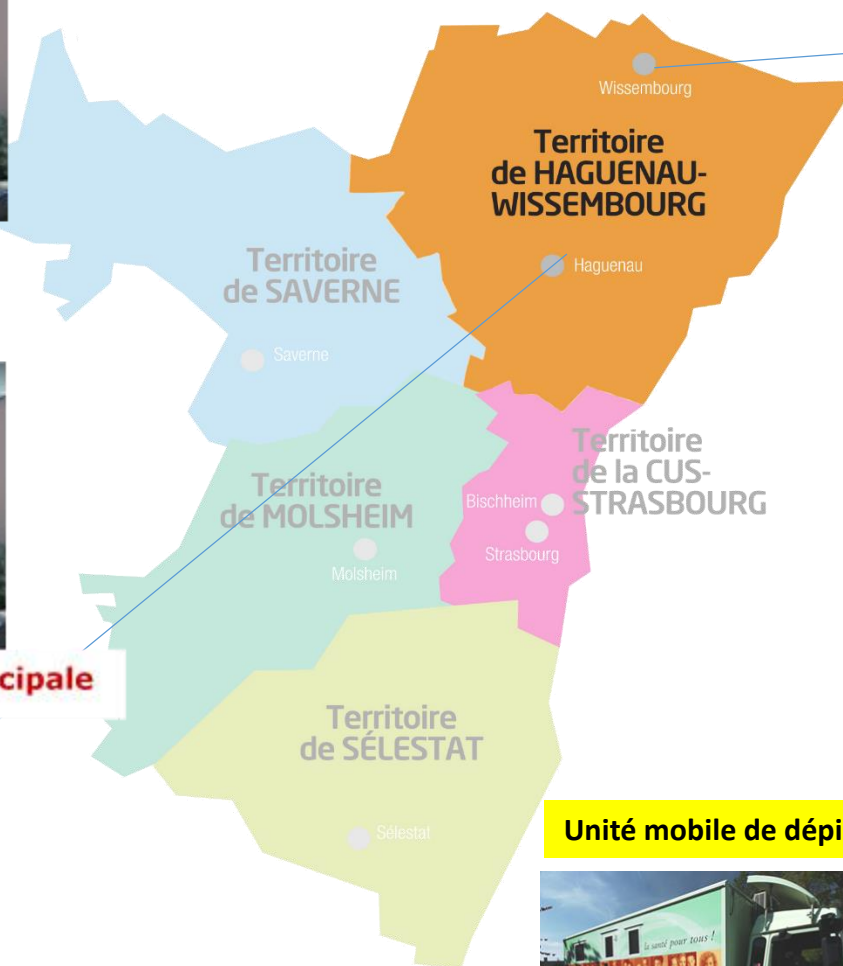 Wissembourg
Territoire
de HAGUENAU-
WISSEMBOURG
Haguenau
Territoire
de SAVERNE
Saverne
Territoire
de la CUS-
STRASBOURG
Territoire
de MOLSHEIM
Bischheim
Strasbourg
Molsheim
cipale
Territoire
de SÉLESTAT
Sélestat
Unité mobile de dépi
la santé pour tous !